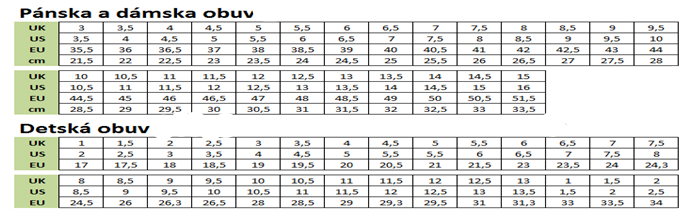 Pánska a dámska obuv
UK 3 3,5 4 4,5 5 5,5 6 6,5 7 7,5 8 8,5 9 9,5
US 3,5 4 4,5 5 5,5 6 6,5 7 7,5 8 8,5 9 9,5 10
EU 35,5 36 36,5 37 38 38,5 39 40 40,5 41 42 42,5 43 44
cm 21,5 22 22,5 23 23,5 24 24,5 25 25,5 26 26,5 27 27,5 28
UK 10 10,5 11 11,5 12 12,5 13 13,5 14 14,5 15
US 10,5 11 11,5 12 12,5 13 13,5 14 14,5 15 16
EU 44,5 45 46 46,5 47 48 48,5 49 50 50,5 51,5
cm 28,5 29 29,5 30 30,5 31 31,5 32 32,5 33 33,5
Detská obuv
UK 1 1,5 2 2,5 3 3,5 4 4,5 5 5,5 6 6,5 7 7,5
US 2 2,5 3 3,5 4 4,5 5 5,5 5,5 6 6,5 7 7,5 8
EU 17 17,5 18 18,5 19 19,5 20 20,5 21 21,5 23 23,5 24 24,3
UK 8 8,5 9 9,5 10 10,5 11 11,5 12 12,5 13 1 1,5 2
US 8,5 9 9,5 10 10,5 11 11,5 12 12,5 13 13,5 1,5 2 2,5
EU 24,5 26 26,3 26,5 28 28,5 29 29,3 29,5 31 31,3 33 33,5 34